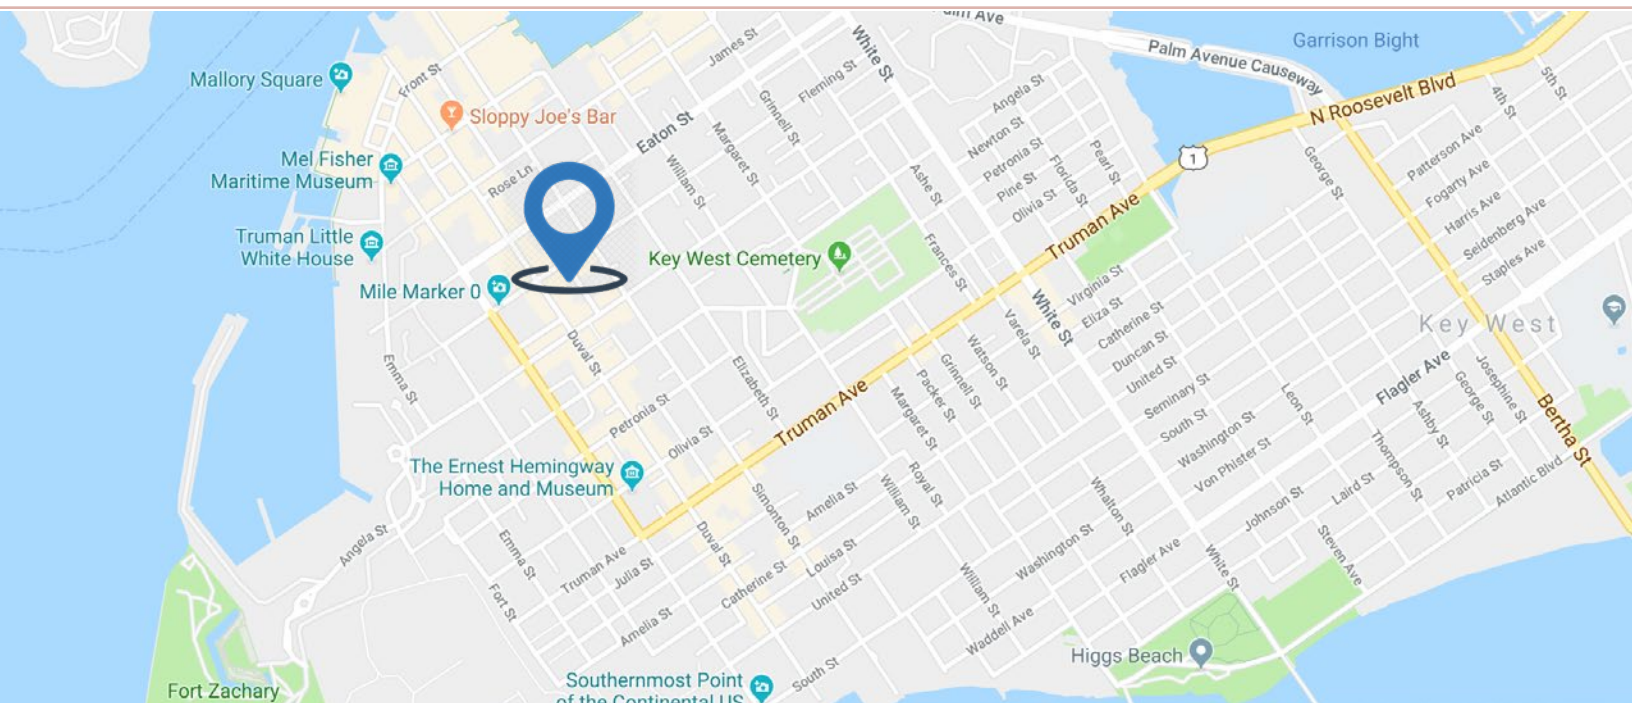 Palm Ave
James St
White St
Garrison Bight
Palm Avenue Causeway
Mallory Square
Front St
Fleming St
Angela St
N Roosevelt Blvd
4th St
5th St
Sloppy Joe's Bar
Grinnell St
Eaton St
Margaret St
Newton St
Petronia St
Pearl St
1
George St
Patterson Ave
Mel Fisher
Maritime Museum
Rose Ln
William St
Ashe St
Pine St
Florida St
Olivia St
Fogarty Ave
Harris Ave
Seidenberg Ave
Staples Ave
Truman Little
White House
Key West Cemetery
Frances St
Truman Ave
Mile Marker 0
Virginia St
Eliza St
White St
Varela St
Catherine St
Duncan St
United St
Key West
Emma St
Duval St
Elizabeth St
Watson St
Grinnell St
Packer St
Margaret St
Truman Ave
Seminary St
South St
Washington St
Von Phister St
Leon St
Flagler Ave
Josephine St
George St
Ashby St
Bertha St
Petronia St
Olivia St
The Ernest Hemingway
Home and Museum
Simonton St
Amelia St
Royal St
William St
Whalton St
Thompson St
Laird St
Patricia St
Atlantic Blvd
Johnson St
Angela St
Emma St
Truman Ave
Julia St
Duval St
Louisa St
Catherine St
United St
Washington St
Flagler Ave
White St
Steven Ave
Fort St
Amelia St
William St
Waddell Ave
Higgs Beach
South St
Fort Zachary
Southernmost Point
of the Continental US